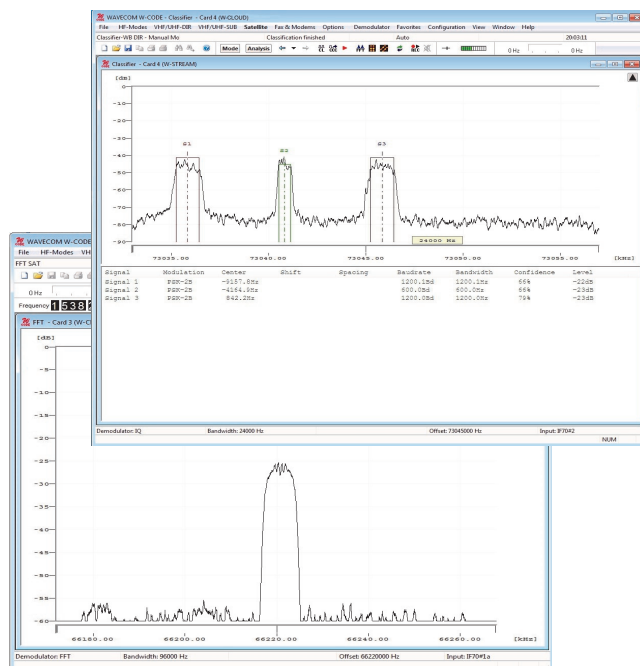 WAVECOM W-CODE - Classifier - Card 4 (W-CLOUD)
File HF-Modes VHF/UHF-DIR VHF/UHF-SUB Satellite Fax & Modems Options Demodulator Favorites Configuration View Window Help
Classifier-WB DIR - Manual Mo Classification finished Auto 20:03:11
Mode Analysis 0 Hz 0 Hz
Classifier - Card 4 (W-STREAM)
[dB]
0
-10
-20
-30
-40
-50
-60
-70
-80
-90
S1 S2 S3
24000 Hz
73035.00 73040.00 73045.00 73050.00 73055.00 [kHz]
Signal Modulation Center Shift Spacing Baudrate Bandwidth Confidence Level
Signal 1 PSK-2B -9157.8Hz 1200.1Bd 1200.1Hz 66% -22dB
Signal 2 PSK-2B -4164.9Hz 600.0Bd 600.0Hz 66% -23dB
Signal 3 PSK-2B 842.2Hz 1200.0Bd 1200.0Hz 79% -23dB
Demodulator: IQ Bandwidth: 24000 Hz Offset: 73045000 Hz Input: IF70#2
NUM
WAVECOM W-CODE
File HF-Modes
FFT SAT
0 Hz
Frequency 1538
FFT - Card 3
[dB]
0
-5
-10
-15
-20
-25
-30
-35
-40
-45
-50
-60
66180.00 66200.00 66220.00 66240.00 66260.00 [kHz]
Demodulator: FFT Bandwidth: 96000 Hz Offset: 66220000 Hz Input: IF70#1a